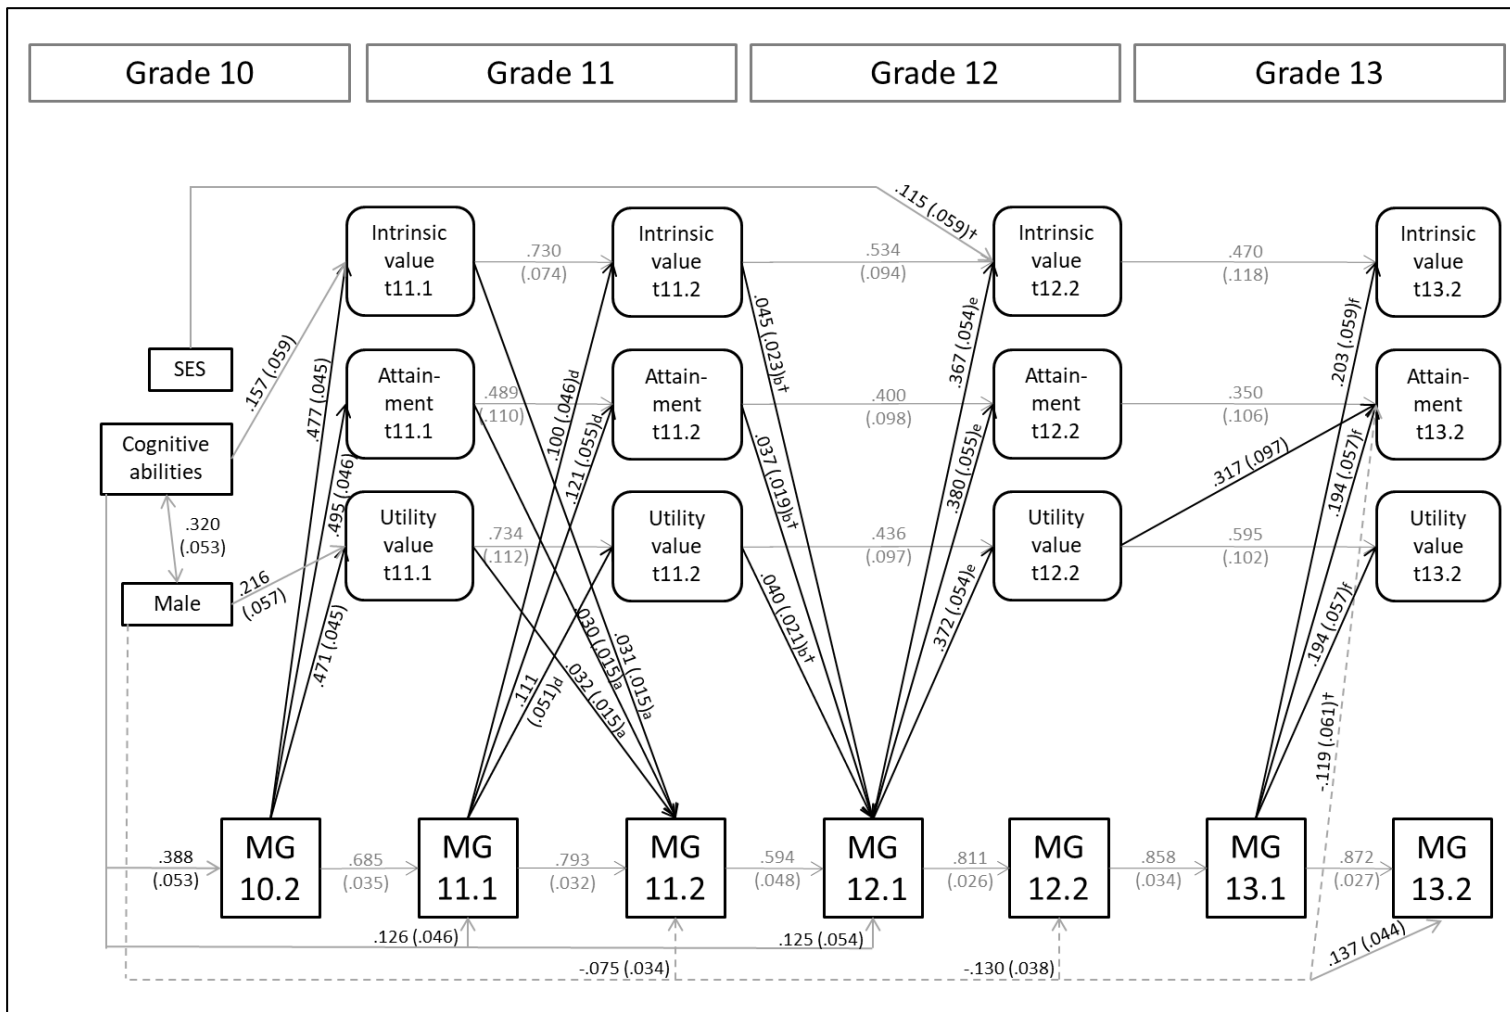 Grade 10
Grade 11
Grade 12
Grade 13
.115 (.059)†
Intrinsic
value
t11.1
.730
(.074)
Intrinsic
value
t11.2
.534
(.094)
Intrinsic
value
t12.2
.470
(.118)
Intrinsic
value
t13.2
SES
.157 (.059)
.477 (.045)
.100 (.046)d
.045 (.023)b†
.367 (.054)e
.203 (.059)f
Attain-
ment
t11.1
.489
(.110)
Attain-
ment
t11.2
.400
(.098)
Attain-
ment
t12.2
.350
(.106)
Attain-
ment
t13.2
Cognitive
abilities
.495 (.046)
.121 (.055)d
.037 (.019)b†
.380 (.055)e
.317 (.097)
.194 (.057)f
.320
(.053)
Utility
value
t11.1
.734
(.112)
Utility
value
t11.2
.436
(.097)
Utility
value
t12.2
.595
(.102)
Utility
value
t13.2
Male
.216
(.057)
.471 (.045)
.111
(.051)d
.032 (.015)a
.030 (.015)a
.031 (.015)a
.040 (.021)b†
.372 (.054)e
.194 (.057)f
-.119 (.061)†
.388
(.053)
MG
10.2
.685
(.035)
MG
11.1
.793
(.032)
MG
11.2
.594
(.048)
MG
12.1
.811
(.026)
MG
12.2
.858
(.034)
MG
13.1
.872
(.027)
MG
13.2
.126 (.046)
.125 (.054)
.137 (.044)
-.075 (.034)
-.130 (.038)